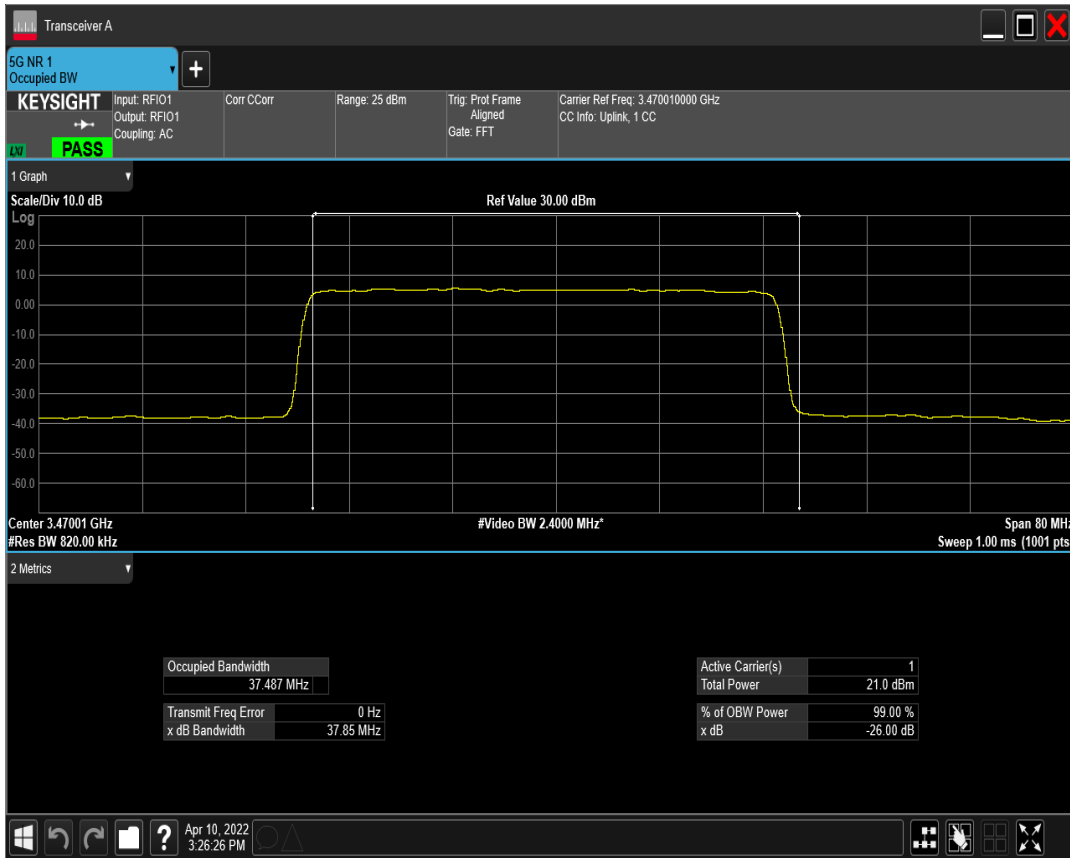 Transceiver A
5G NR 1
Occupied BW
+
KEYSIGHT
LXI
PASS
Input: RFIO1
Output: RFIO1
Coupling: AC
Corr CCorr
Range: 25 dBm
Trig: Prot Frame
Aligned
Gate: FFT
Carrier Ref Freq: 3.470010000 GHz
CC Info: Uplink, 1 CC
1 Graph
Scale/Div 10.0 dB
Ref Value 30.00 dBm
Log
20.0
10.0
0.00
-10.0
-20.0
-30.0
-40.0
-50.0
-60.0
Center 3.47001 GHz
#Video BW 2.4000 MHz*
Span 80 MHz
#Res BW 820.00 kHz
Sweep 1.00 ms (1001 pts
2 Metrics
Occupied Bandwidth
37.487 MHz
Transmit Freq Error 0 Hz
x dB Bandwidth 37.85 MHz
Active Carrier(s) 1
Total Power 21.0 dBm
% of OBW Power 99.00 %
x dB -26.00 dB
?
Apr 10, 2022
3:26:26 PM